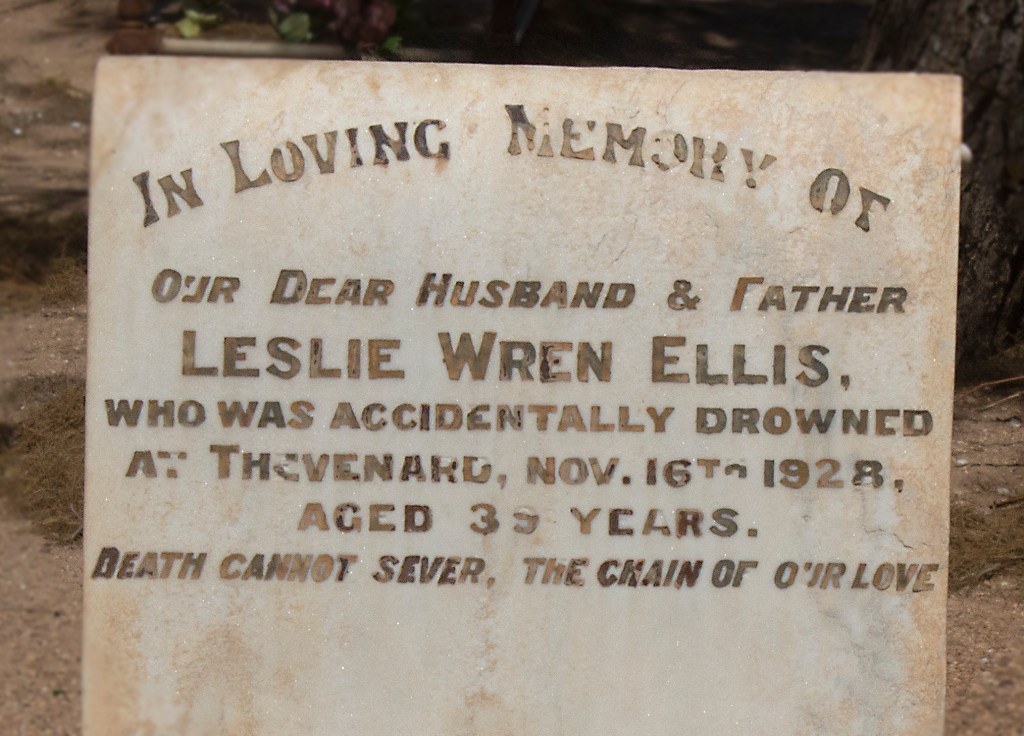 IN LOVING MEMORY OF
OUR DEAR HUSBAND & FATHER
LESLIE WREN ELLIS,
WHO WAS ACCIDENTALLY DROWNED
AT THEVENARD, NOV. 16TH 1928,
AGED 39 YEARS.
DEATH CANNOT SEVER, THE CHAIN OF OUR LOVE